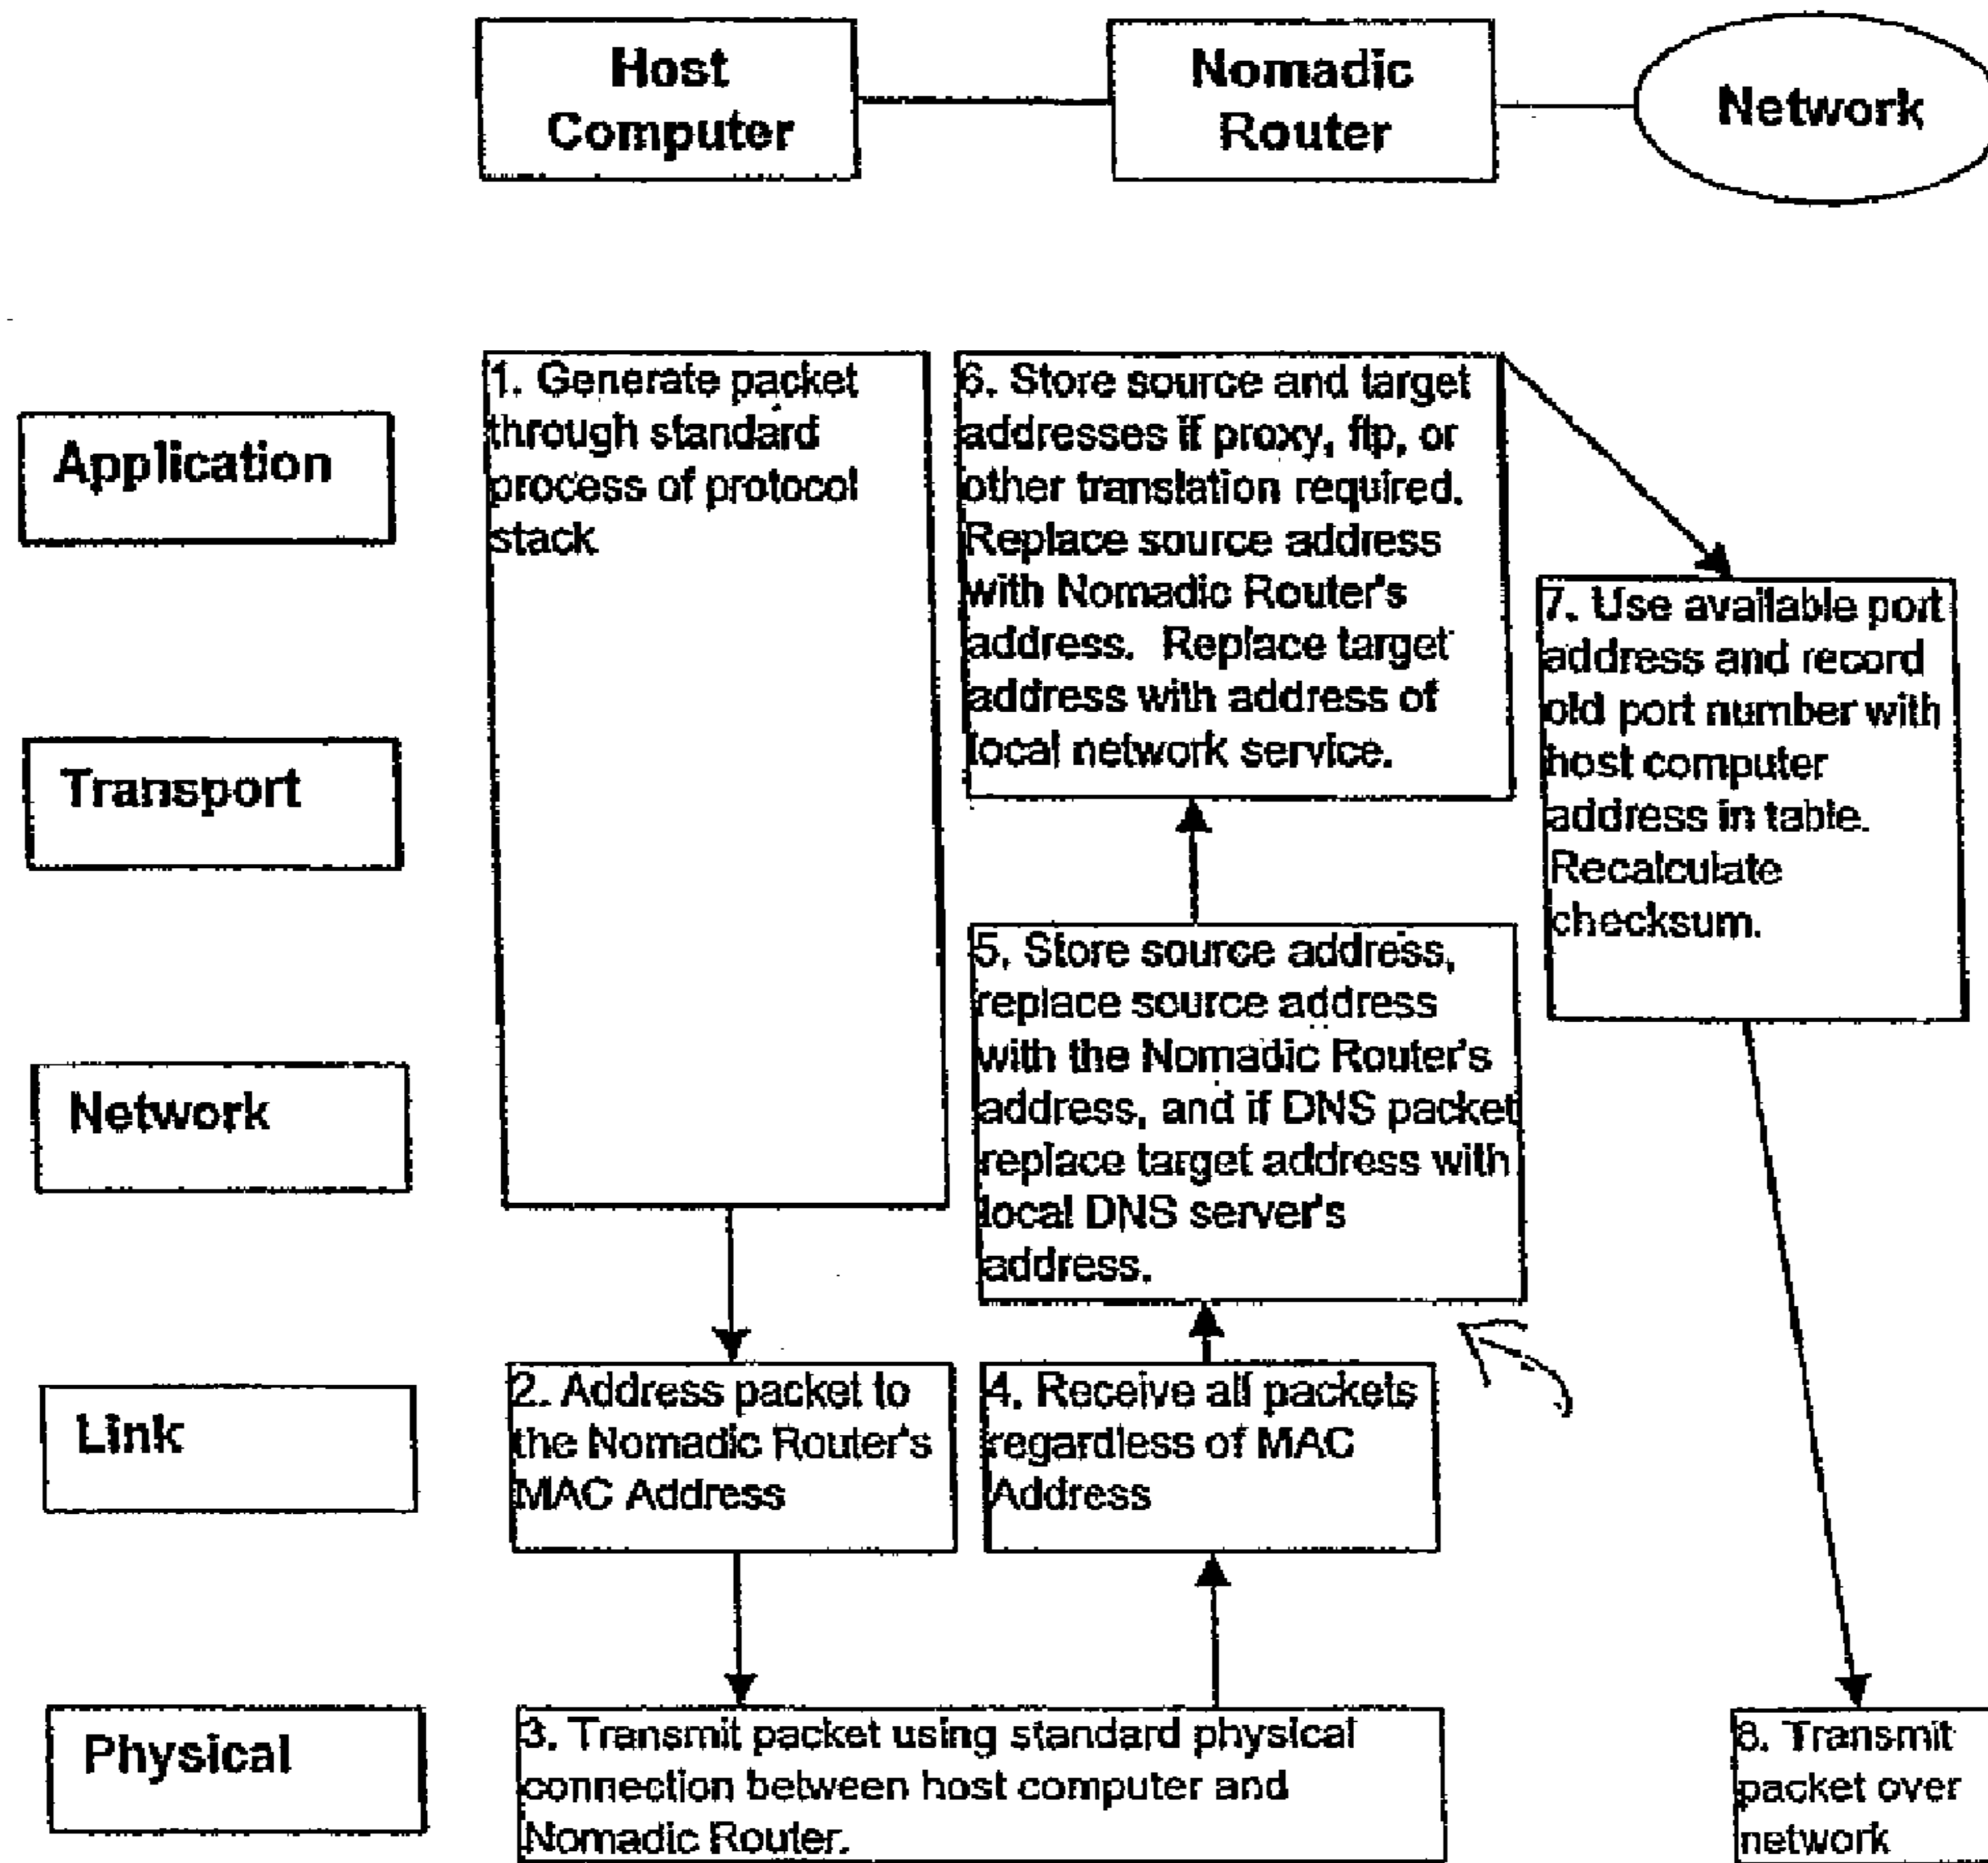 Host
Computer
Nomadic
Router
Network
Application
Transport
Network
Link
Physical
1. Generate packet
through standard
process of protocol
stack
2. Address packet to
the Nomadic Router's
MAC Address
3. Transmit packet using standard physical
connection between host computer and
Nomadic Router.
4. Receive all packets
regardless of MAC
Address
5. Store source address,
replace source address
with the Nomadic Router's
address, and if DNS packet
replace target address with
local DNS server's
address.
6. Store source and target
addresses if proxy, ftp, or
other translation required.
Replace source address
with Nomadic Router's
address. Replace target
address with address of
local network service.
7. Use available port
address and record
old port number with
host computer
address in table.
Recalculate
checksum.
8. Transmit
packet over
network